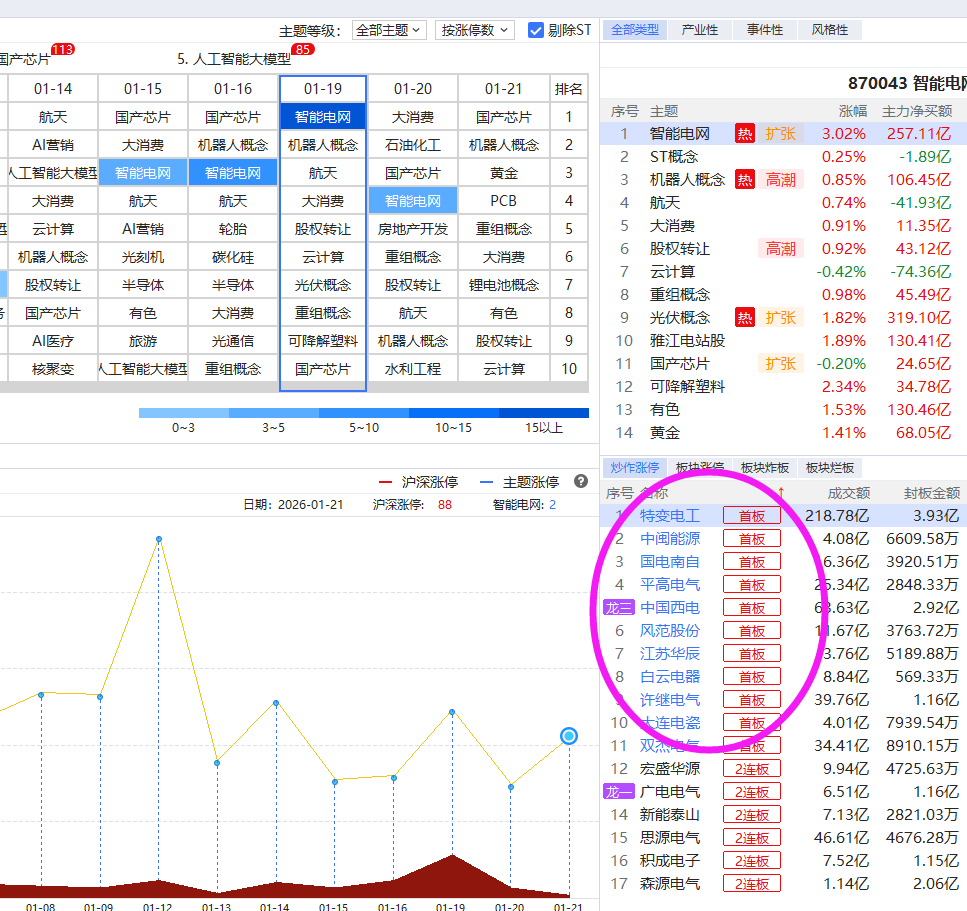 主题等级： 全部主题 按涨停数 剔除ST
国产芯片 113 5. 人工智能大模型 85
01-14 01-15 01-16 01-19 01-20 01-21 排名
航天 国产芯片 国产芯片 智能电网 大消费 国产芯片 1
AI营销 大消费 机器人概念 机器人概念 石油化工 机器人概念 2
人工智能大模型 智能电网 智能电网 航天 国产芯片 黄金 3
大消费 航天 航天 大消费 智能电网 PCB 4
云计算 AI营销 轮胎 股权转让 房地产开发 重组概念 5
机器人概念 光刻机 碳化硅 云计算 重组概念 大消费 6
股权转让 半导体 半导体 光伏概念 股权转让 锂电池概念 7
国产芯片 有色 大消费 重组概念 航天 有色 8
AI医疗 旅游 光通信 可降解塑料 机器人概念 股权转让 9
核聚变 人工智能大模型 重组概念 国产芯片 水利工程 云计算 10
0~3 3~5 5~10 10~15 15以上
沪深涨停 主题涨停 ?
日期: 2026-01-21 沪深涨停: 88 智能电网: 2
01-08 01-09 01-12 01-13 01-14 01-15 01-16 01-19 01-20 01-21
全部类型 产业性 事件性 风格性
870043 智能电网
序号 主题 涨幅 主力净买额
1 智能电网 热 扩张 3.02% 257.11亿
2 ST概念 0.25% -1.89亿
3 机器人概念 热 高潮 0.85% 106.45亿
4 航天 0.74% -41.93亿
5 大消费 0.91% 11.35亿
6 股权转让 高潮 0.92% 43.12亿
7 云计算 -0.42% -74.36亿
8 重组概念 0.98% 45.49亿
9 光伏概念 热 扩张 1.82% 319.10亿
10 雅江电站股 1.89% 130.41亿
11 国产芯片 扩张 -0.20% 24.65亿
12 可降解塑料 2.34% 34.78亿
13 有色 1.53% 130.46亿
14 黄金 1.41% 68.05亿
炒作涨停 板块涨停 板块炸板 板块烂板
序号 名称 ↑ 成交额 封板金额
1 特变电工 首板 218.78亿 3.93亿
2 中闽能源 首板 4.08亿 6609.58万
3 国电南自 首板 6.36亿 3920.51万
4 平高电气 首板 25.34亿 2848.33万
龙三 中国西电 首板 63.63亿 2.92亿
6 风范股份 首板 11.67亿 3763.72万
7 江苏华辰 首板 3.76亿 5189.88万
8 白云电器 首板 8.84亿 569.33万
9 许继电气 首板 39.76亿 1.16亿
10 大连电瓷 首板 4.01亿 7939.54万
11 双杰电气 首板 34.41亿 8910.15万
12 宏盛华源 2连板 9.94亿 4725.63万
龙一 广电电气 2连板 6.51亿 1.16亿
14 新能泰山 2连板 7.13亿 2821.03万
15 思源电气 2连板 46.61亿 4676.28万
16 积成电子 2连板 7.52亿 1.15亿
17 森源电气 2连板 1.14亿 2.06亿